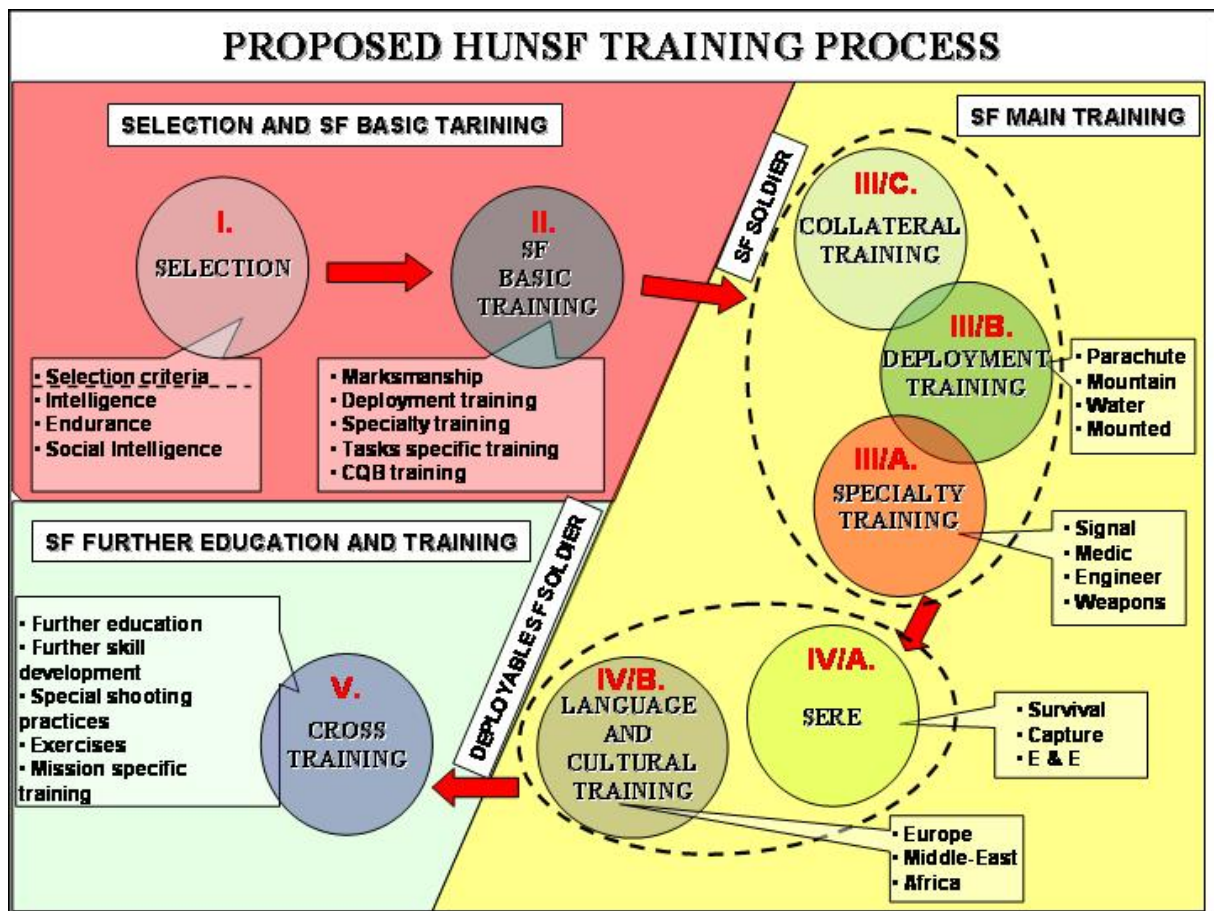 PROPOSED HUNSF TRAINING PROCESS
SELECTION AND SF BASIC TARINING
I.
SELECTION
• Selection criteria
• Intelligence
• Endurance
• Social Intelligence
II.
SF
BASIC
TRAINING
• Marksmanship
• Deployment training
• Specialty training
• Tasks specific training
• CQB training
SF SOLDIER
SF MAIN TRAINING
III/C.
COLLATERAL
TRAINING
III/B.
DEPLOYMENT
TRAINING
• Parachute
• Mountain
• Water
• Mounted
III/A.
SPECIALTY
TRAINING
• Signal
• Medic
• Engineer
• Weapons
IV/A.
SERE
• Survival
• Capture
• E & E
IV/B.
LANGUAGE
AND
CULTURAL
TRAINING
• Europe
• Middle-East
• Africa
DEPLOYABLE SF SOLDIER
SF FURTHER EDUCATION AND TRAINING
V.
CROSS
TRAINING
• Further education
• Further skill
development
• Special shooting
practices
• Exercises
• Mission specific
training